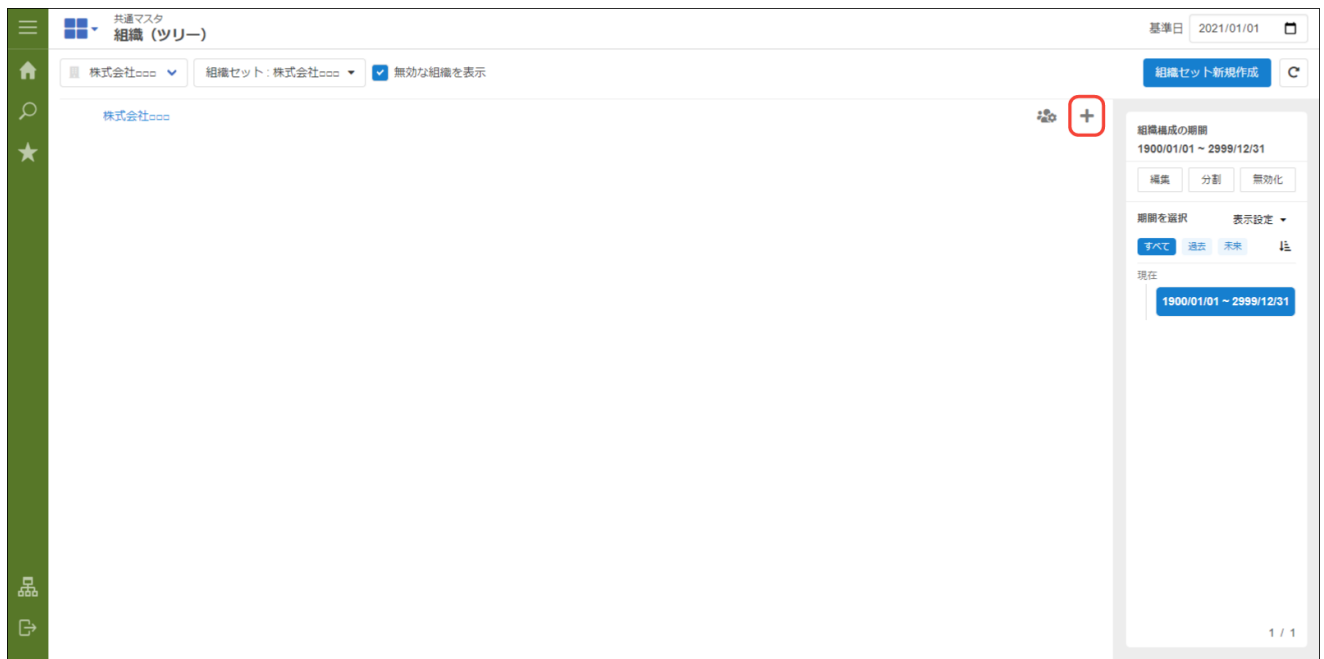 共通マスタ
組織（ツリー）
基準日 2021/01/01
株式会社□□□
組織セット : 株式会社□□□
無効な組織を表示
組織セット新規作成
株式会社□□□
組織構成の期間
1900/01/01 ~ 2999/12/31
編集 分割 無効化
期間を選択 表示設定
すべて 過去 未来
現在
1900/01/01 ~ 2999/12/31
1 / 1